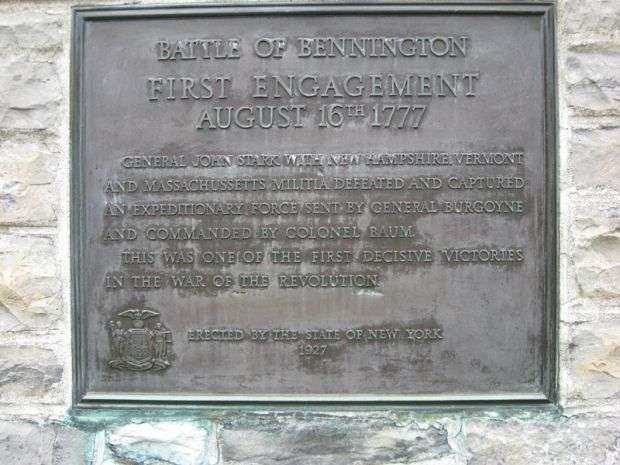 BATTLE OF BENNINGTON
FIRST ENGAGEMENT
AUGUST 16TH 1777
GENERAL JOHN STARK WITH NEW HAMPSHIRE, VERMONT
AND MASSACHUSSETTS MILITIA DEFEATED AND CAPTURED
AN EXPEDITIONARY FORCE SENT BY GENERAL BURGOYNE
AND COMMANDED BY COLONEL BAUM.
THIS WAS ONE OF THE FIRST DECISIVE VICTORIES
IN THE WAR OF THE REVOLUTION
ERECTED BY THE STATE OF NEW YORK
1927